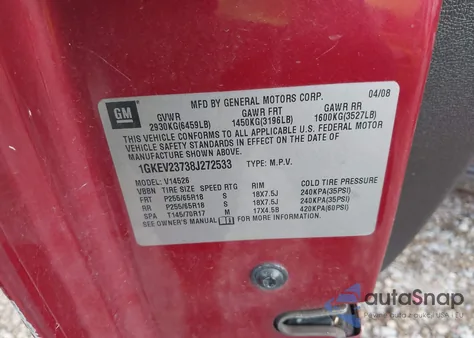 MFD BY GENERAL MOTORS CORP. 04/08
GM GVWR GAWR FRT GAWR RR
2930KG(6459LB) 1450KG(3196LB) 1600KG(3527LB)
THIS VEHICLE CONFORMS TO ALL APPLICABLE U.S. FEDERAL MOTOR
VEHICLE SAFETY STANDARDS IN EFFECT ON THE DATE OF
MANUFACTURE SHOWN ABOVE.
1GKEV23738J272533 TYPE: M.P.V.
MODEL: V14526
VBBN TIRE SIZE SPEED RTG RIM COLD TIRE PRESSURE
FRT P255/65R18 S 18X7.5J 240KPA(35PSI)
RR P255/65R18 S 18X7.5J 240KPA(35PSI)
SPA T145/70R17 M 17X4.5B 420KPA(60PSI)
SEE OWNER'S MANUAL FOR MORE INFORMATION.
autaSnap